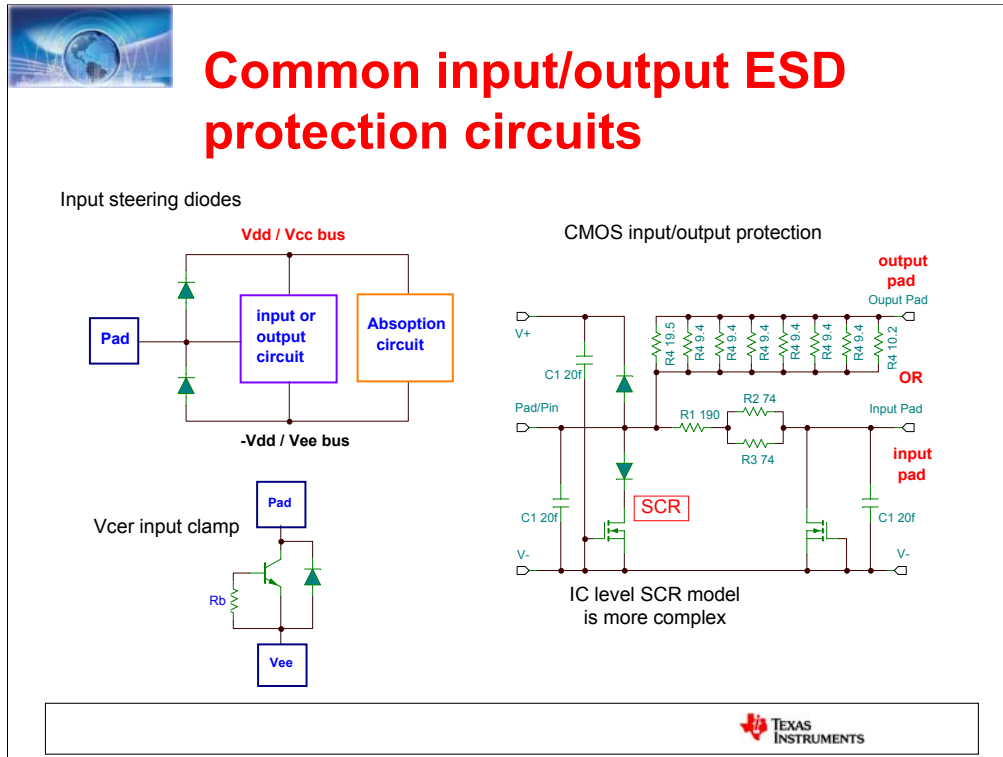 Common input/output ESD
protection circuits
Input steering diodes
Vdd / Vcc bus
Pad
input or
output
circuit
Absoption
circuit
-Vdd / Vee bus
Vcer input clamp
Pad
Rb
Vee
CMOS input/output protection
output
pad
Ouput Pad
V+
C1 20f
R4 19.5
R4 9.4
R4 9.4
R4 9.4
R4 9.4
R4 9.4
R4 9.4
R4 10.2
OR
Pad/Pin
R1 190
R2 74
R3 74
Input Pad
input
pad
C1 20f
SCR
C1 20f
V-
V-
IC level SCR model
is more complex
TEXAS
INSTRUMENTS